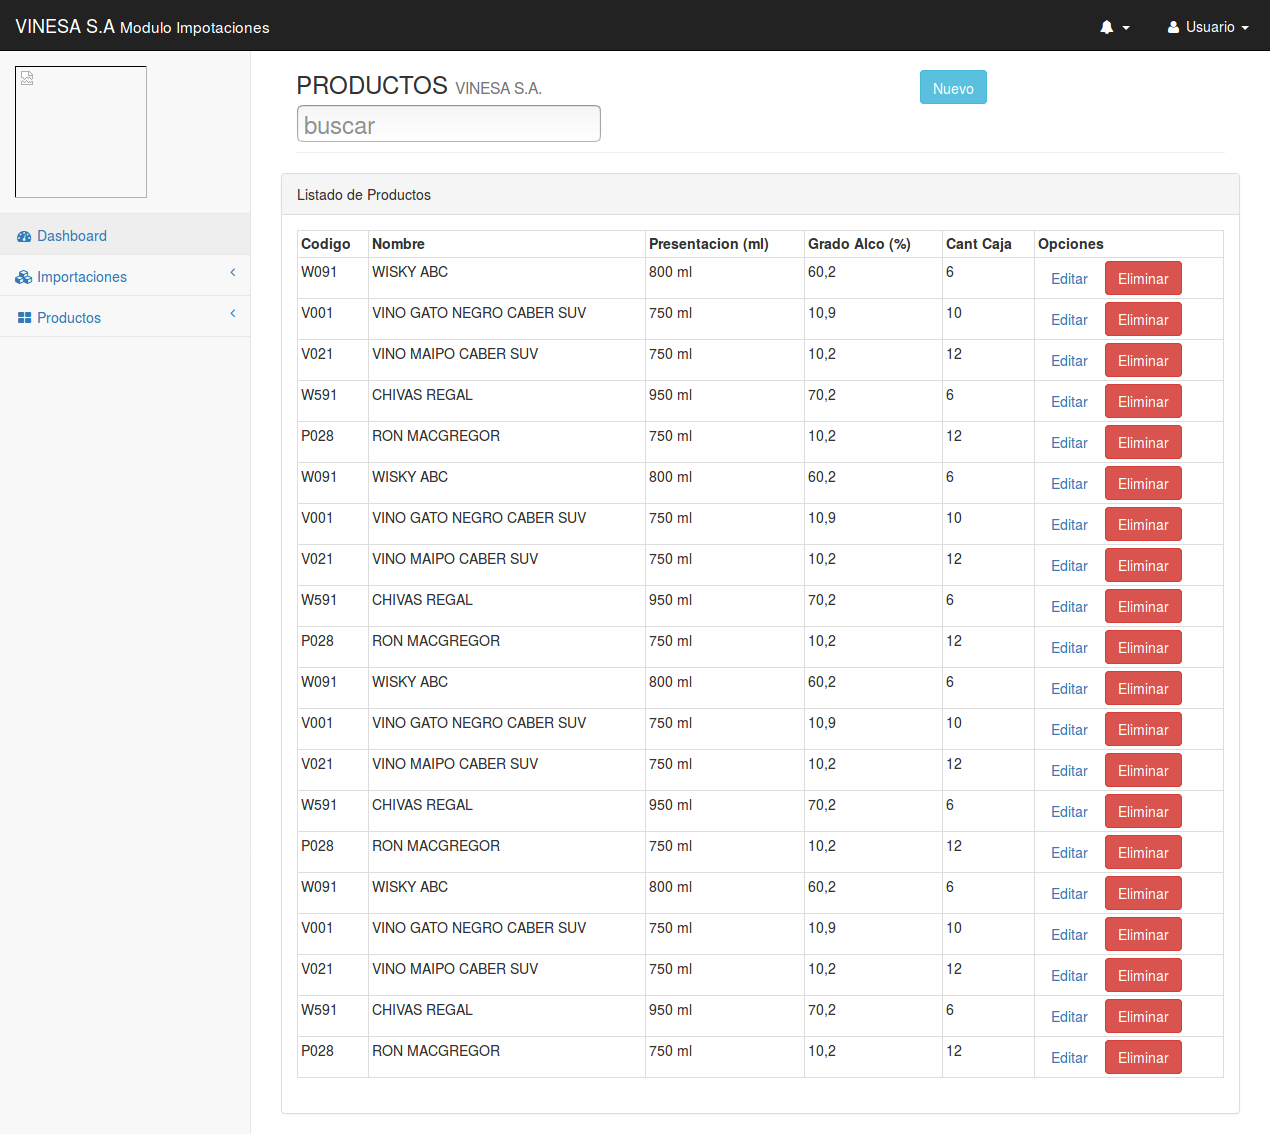 VINESA S.A Modulo Impotaciones
Usuario
PRODUCTOS VINESA S.A.
Nuevo
buscar
Dashboard
Importaciones
Productos
Listado de Productos
Codigo Nombre Presentacion (ml) Grado Alco (%) Cant Caja Opciones
W091 WISKY ABC 800 ml 60,2 6 Editar Eliminar
V001 VINO GATO NEGRO CABER SUV 750 ml 10,9 10 Editar Eliminar
V021 VINO MAIPO CABER SUV 750 ml 10,2 12 Editar Eliminar
W591 CHIVAS REGAL 950 ml 70,2 6 Editar Eliminar
P028 RON MACGREGOR 750 ml 10,2 12 Editar Eliminar
W091 WISKY ABC 800 ml 60,2 6 Editar Eliminar
V001 VINO GATO NEGRO CABER SUV 750 ml 10,9 10 Editar Eliminar
V021 VINO MAIPO CABER SUV 750 ml 10,2 12 Editar Eliminar
W591 CHIVAS REGAL 950 ml 70,2 6 Editar Eliminar
P028 RON MACGREGOR 750 ml 10,2 12 Editar Eliminar
W091 WISKY ABC 800 ml 60,2 6 Editar Eliminar
V001 VINO GATO NEGRO CABER SUV 750 ml 10,9 10 Editar Eliminar
V021 VINO MAIPO CABER SUV 750 ml 10,2 12 Editar Eliminar
W591 CHIVAS REGAL 950 ml 70,2 6 Editar Eliminar
P028 RON MACGREGOR 750 ml 10,2 12 Editar Eliminar
W091 WISKY ABC 800 ml 60,2 6 Editar Eliminar
V001 VINO GATO NEGRO CABER SUV 750 ml 10,9 10 Editar Eliminar
V021 VINO MAIPO CABER SUV 750 ml 10,2 12 Editar Eliminar
W591 CHIVAS REGAL 950 ml 70,2 6 Editar Eliminar
P028 RON MACGREGOR 750 ml 10,2 12 Editar Eliminar